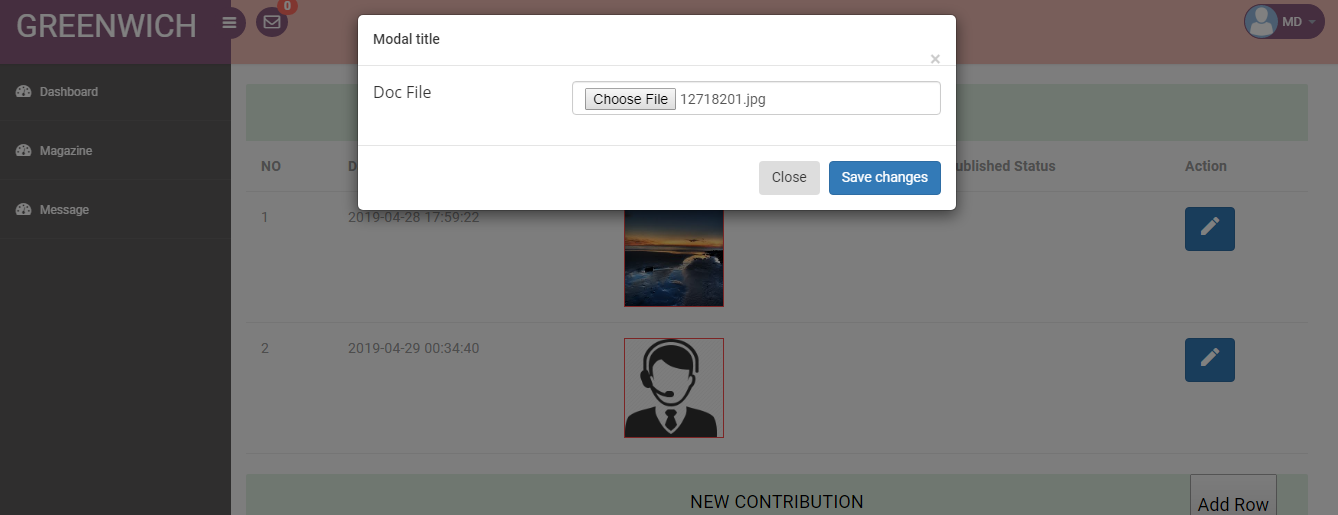 GREENWICH
0
MD
Modal title
×
Doc File
Choose File 12718201.jpg
Close
Save changes
Dashboard
Magazine
Message
NO
ublished Status
Action
1
2019-04-28 17:59:22
2
2019-04-29 00:34:40
NEW CONTRIBUTION
Add Row